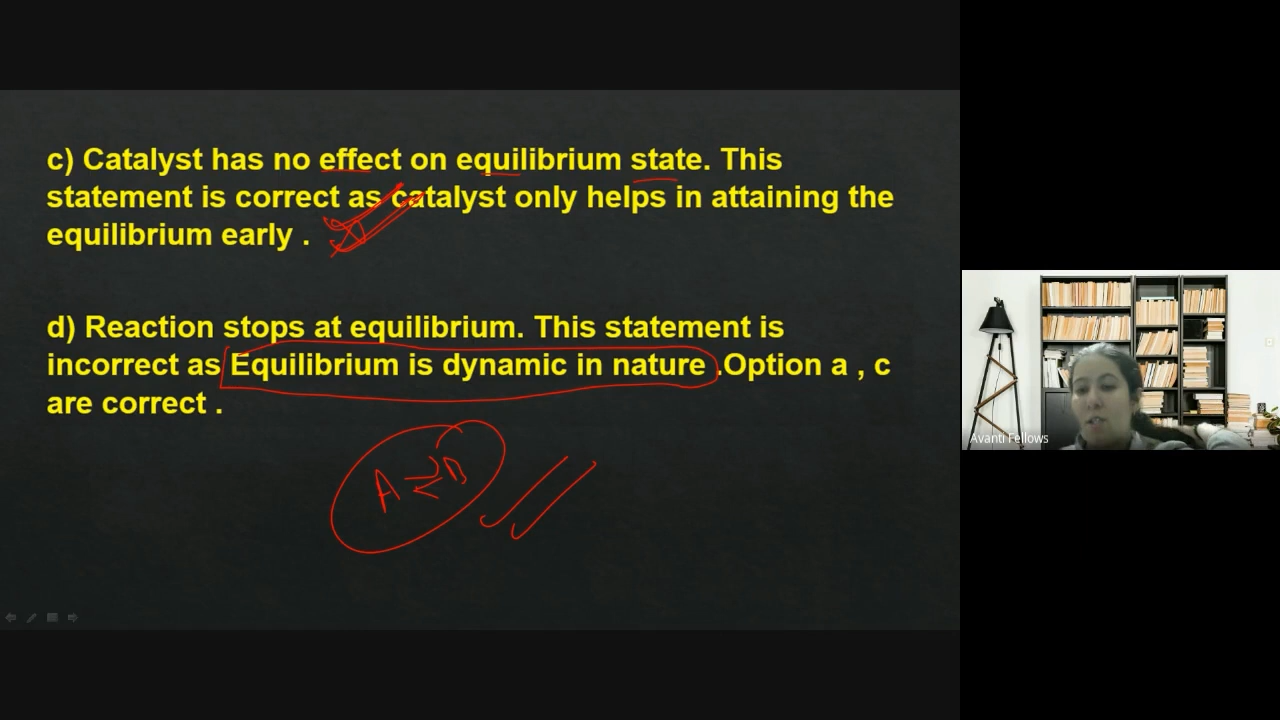 c) Catalyst has no effect on equilibrium state. This
statement is correct as catalyst only helps in attaining the
equilibrium early .
d) Reaction stops at equilibrium. This statement is
incorrect as Equilibrium is dynamic in nature .Option a , c
are correct .
A ⇄ B
Avanti Fellows